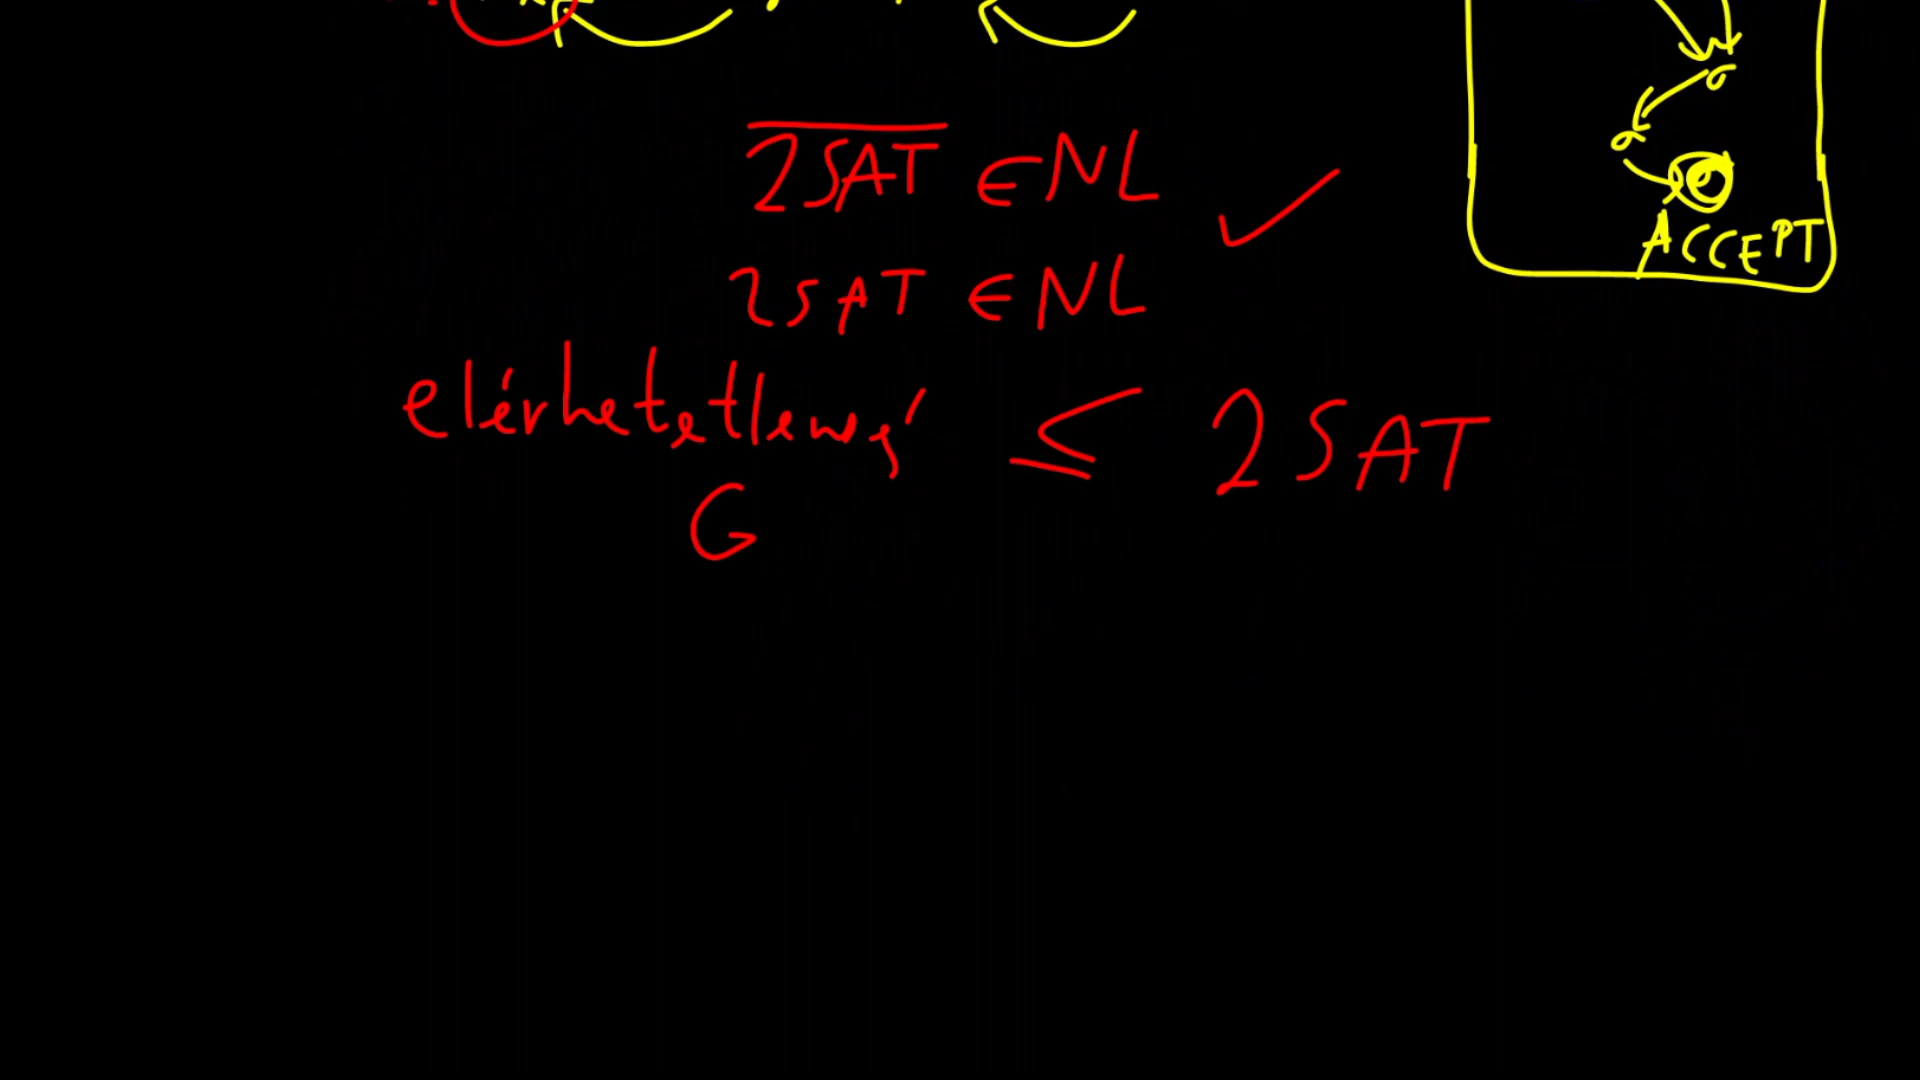 2SAT ∈ NL ✓
2SAT ∈ NL
ACCEPT
elérhetetlenség ≤ 2SAT
G